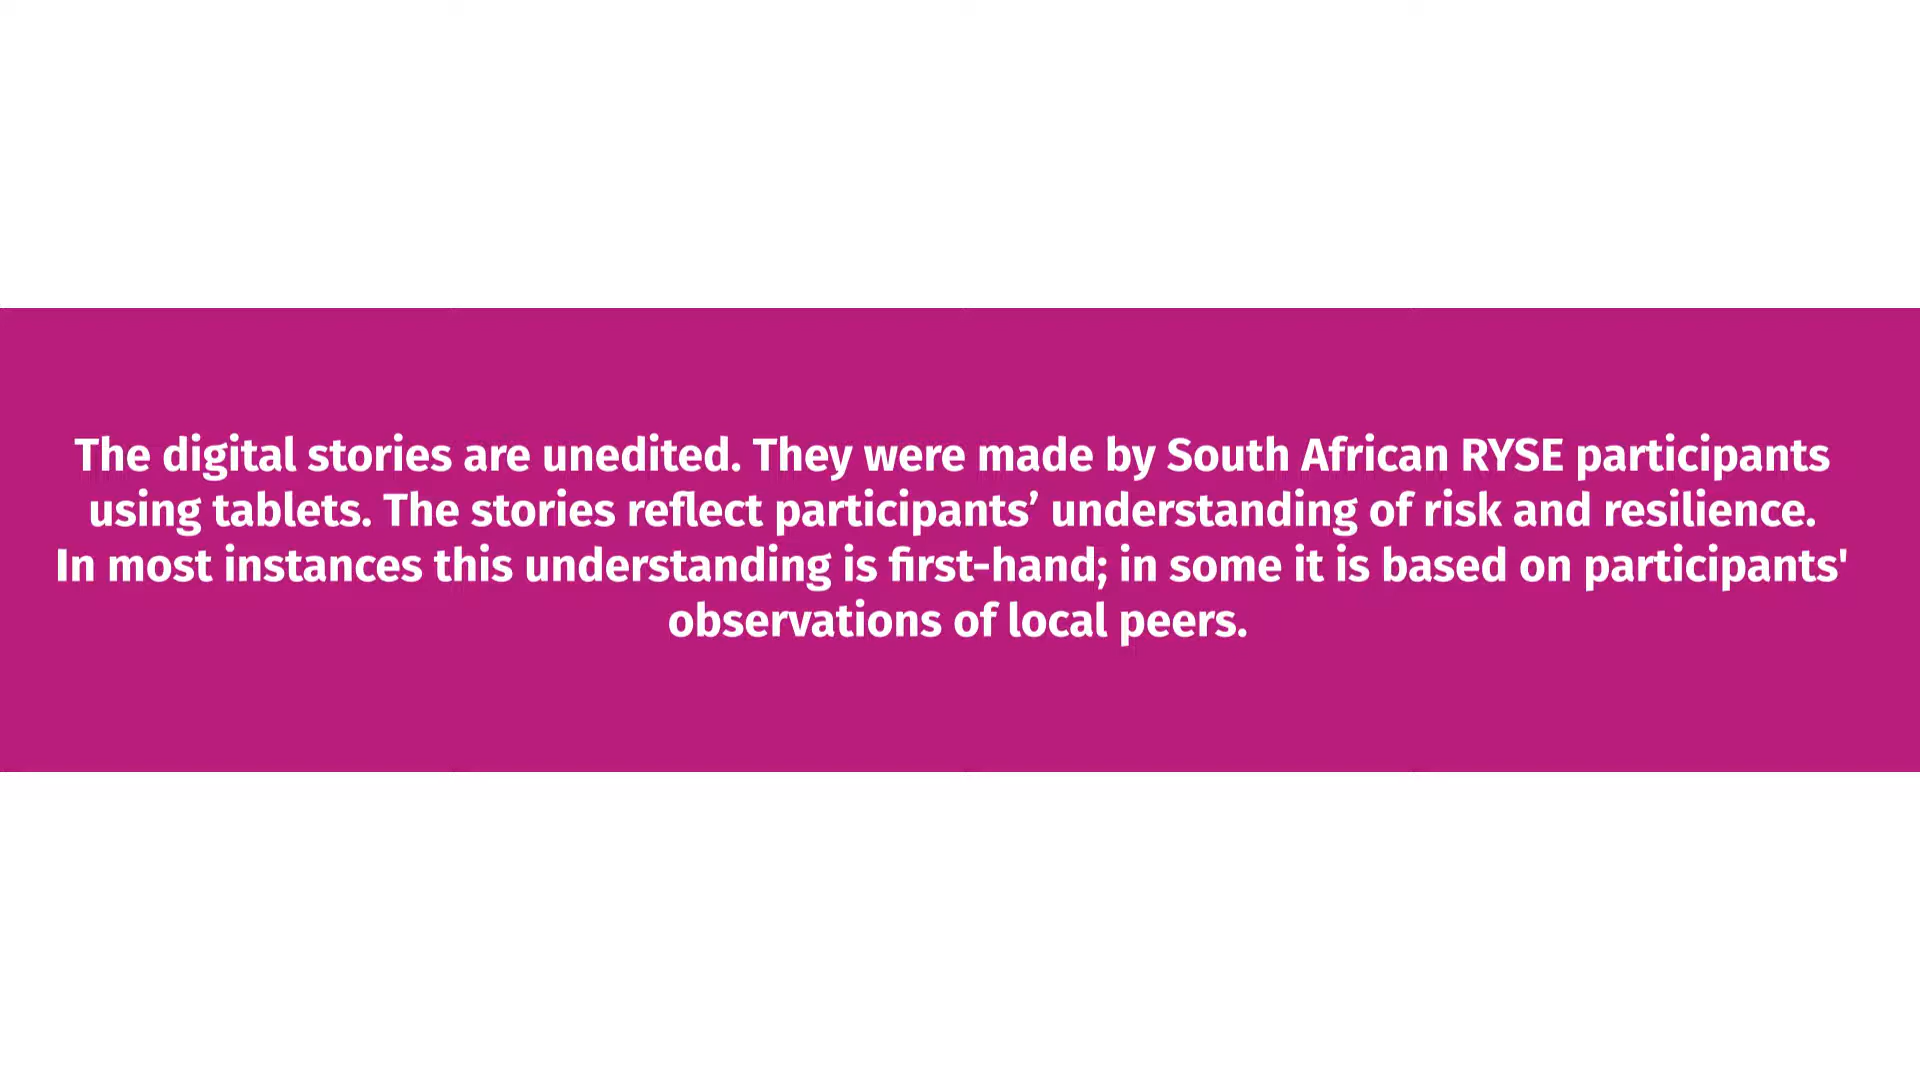 The digital stories are unedited. They were made by South African RYSE participants
using tablets. The stories reflect participants’ understanding of risk and resilience.
In most instances this understanding is first-hand; in some it is based on participants'
observations of local peers.